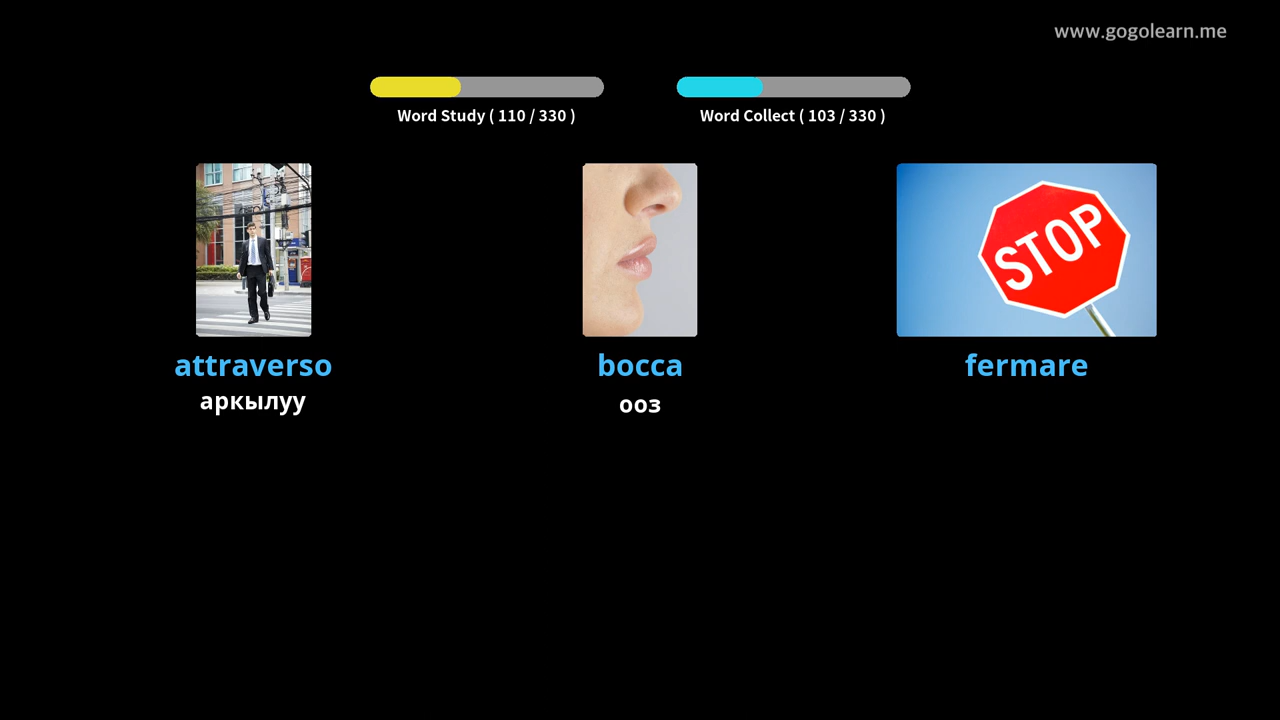 www.gogolearn.me
Word Study ( 110 / 330 )
Word Collect ( 103 / 330 )
STOP
attraverso
bocca
fermare
аркылуу
ооз